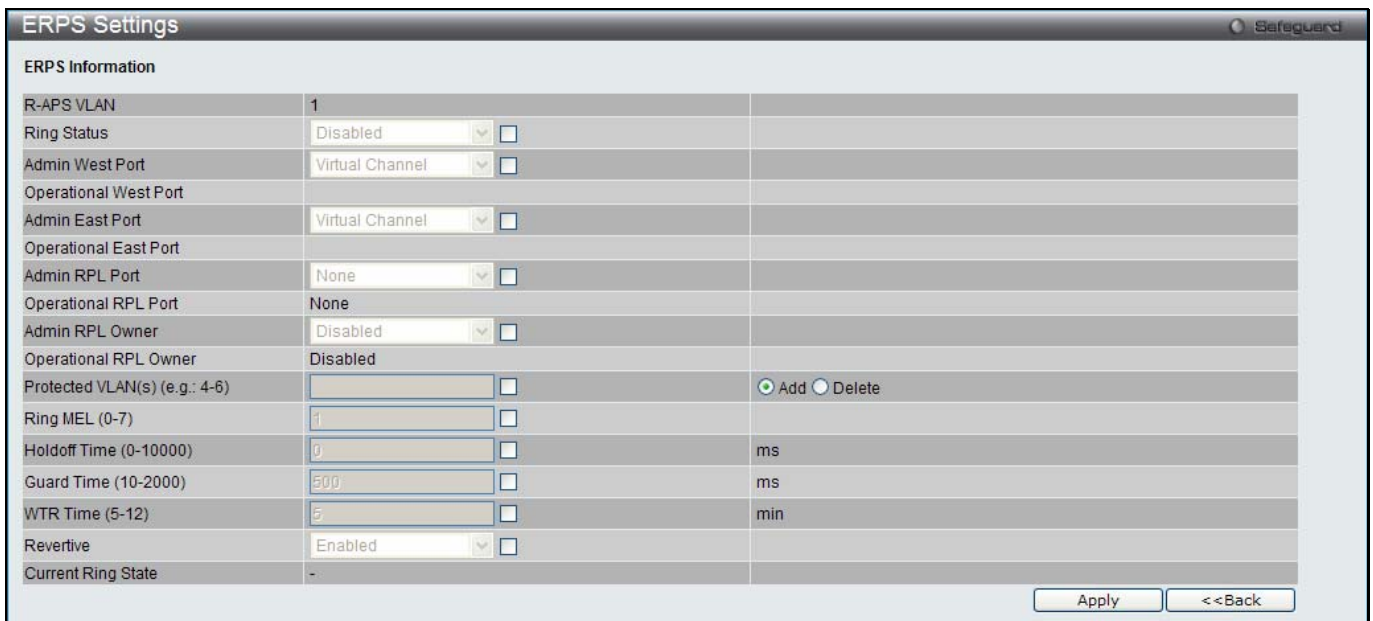 ERPS Settings
Safeguard
ERPS Information
R-APS VLAN 1
Ring Status Disabled
Admin West Port Virtual Channel
Operational West Port
Admin East Port Virtual Channel
Operational East Port
Admin RPL Port None
Operational RPL Port None
Admin RPL Owner Disabled
Operational RPL Owner Disabled
Protected VLAN(s) (e.g.: 4-6) Add Delete
Ring MEL (0-7) 1
Holdoff Time (0-10000) 0 ms
Guard Time (10-2000) 500 ms
WTR Time (5-12) 5 min
Revertive Enabled
Current Ring State -
Apply <<Back